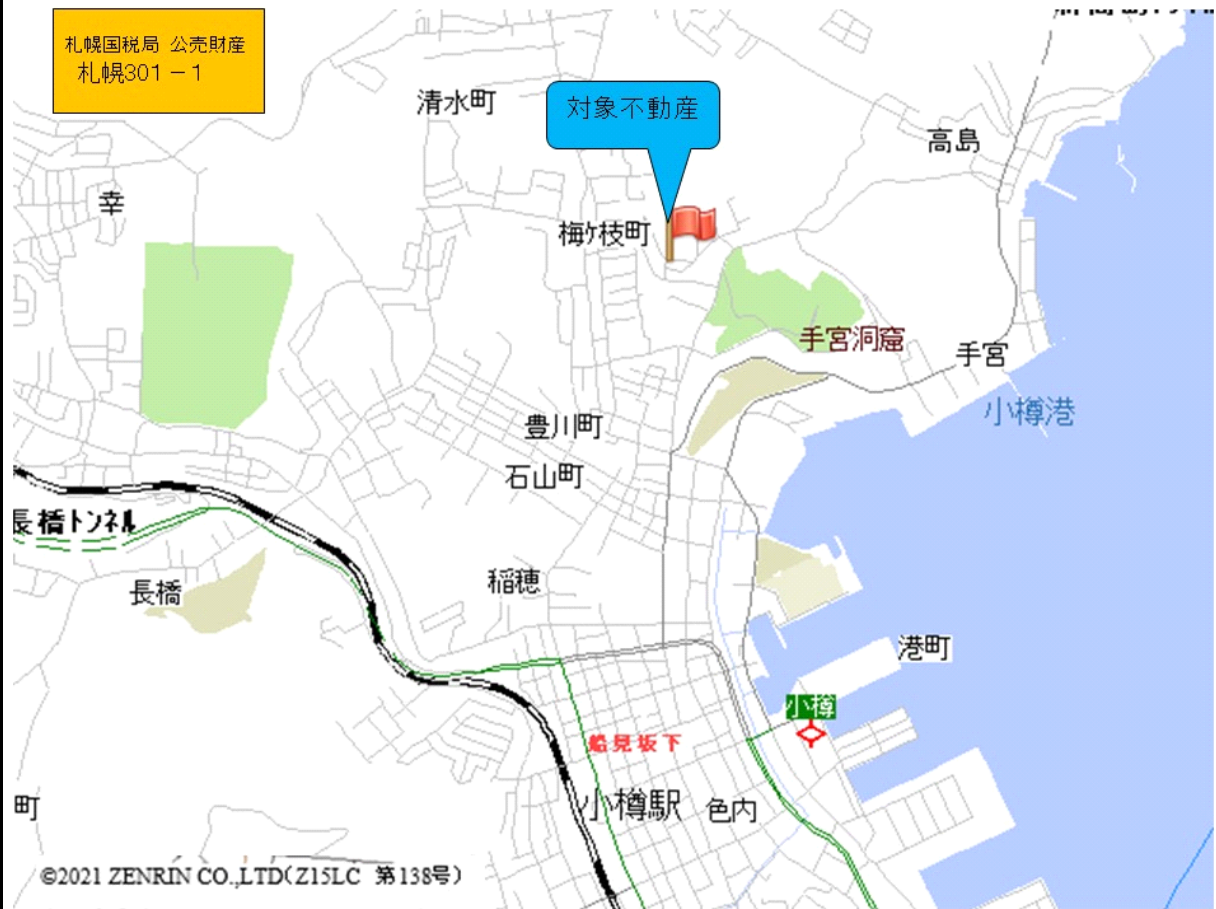 札幌国税局 公売財産
札幌301－1
清水町
対象不動産
高島
幸
梅ヶ枝町
手宮洞窟
手宮
小樽港
豊川町
石山町
長橋トンネル
長橋
稲穂
港町
小樽
船見坂下
小樽駅
色内
町
©2021 ZENRIN CO.,LTD(Z15LC 第138号)